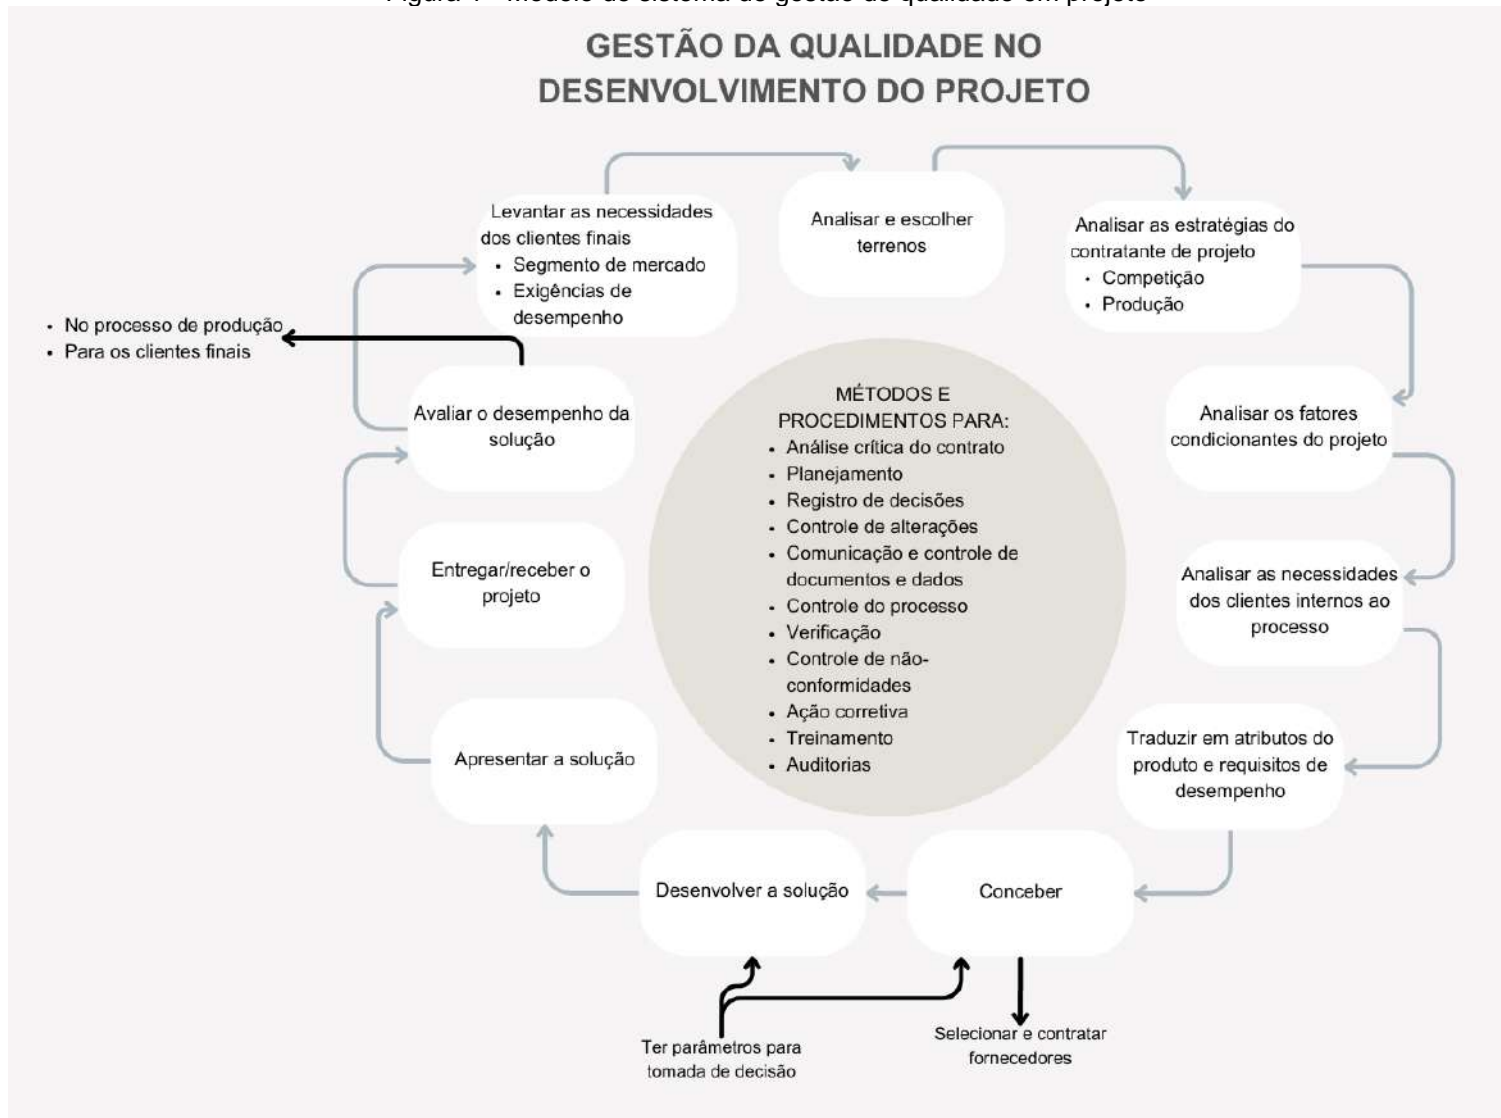 GESTÃO DA QUALIDADE NO
DESENVOLVIMENTO DO PROJETO
Levantar as necessidades
dos clientes finais
• Segmento de mercado
• Exigências de
desempenho
Analisar e escolher
terrenos
Analisar as estratégias do
contratante de projeto
• Competição
• Produção
• No processo de produção
• Para os clientes finais
Avaliar o desempenho da
solução
MÉTODOS E
PROCEDIMENTOS PARA:
• Análise crítica do contrato
• Planejamento
• Registro de decisões
• Controle de alterações
• Comunicação e controle de
documentos e dados
• Controle do processo
• Verificação
• Controle de não-
conformidades
• Ação corretiva
• Treinamento
• Auditorias
Analisar os fatores
condicionantes do projeto
Entregar/receber o
projeto
Analisar as necessidades
dos clientes internos ao
processo
Apresentar a solução
Traduzir em atributos do
produto e requisitos de
desempenho
Desenvolver a solução
Conceber
Ter parâmetros para
tomada de decisão
Selecionar e contratar
fornecedores